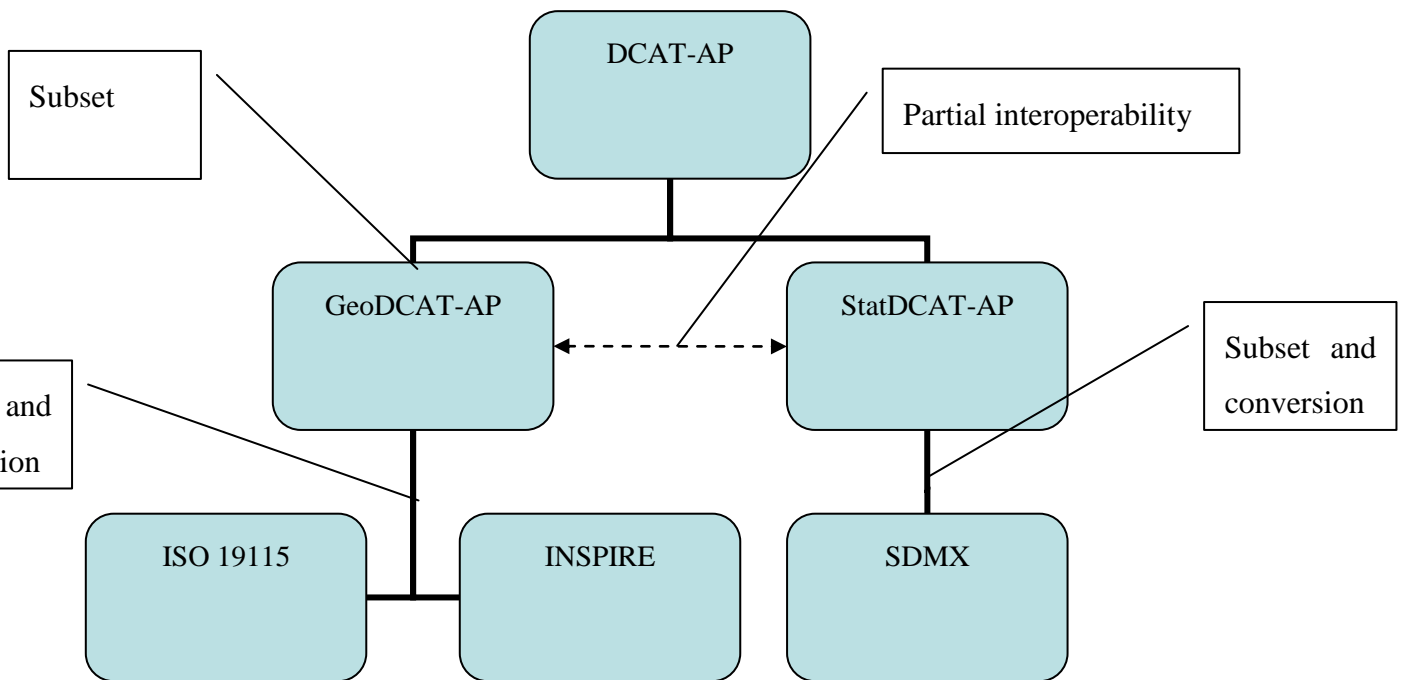 DCAT-AP
Subset
Partial interoperability
GeoDCAT-AP
StatDCAT-AP
Subset and
conversion
and
ion
ISO 19115
INSPIRE
SDMX